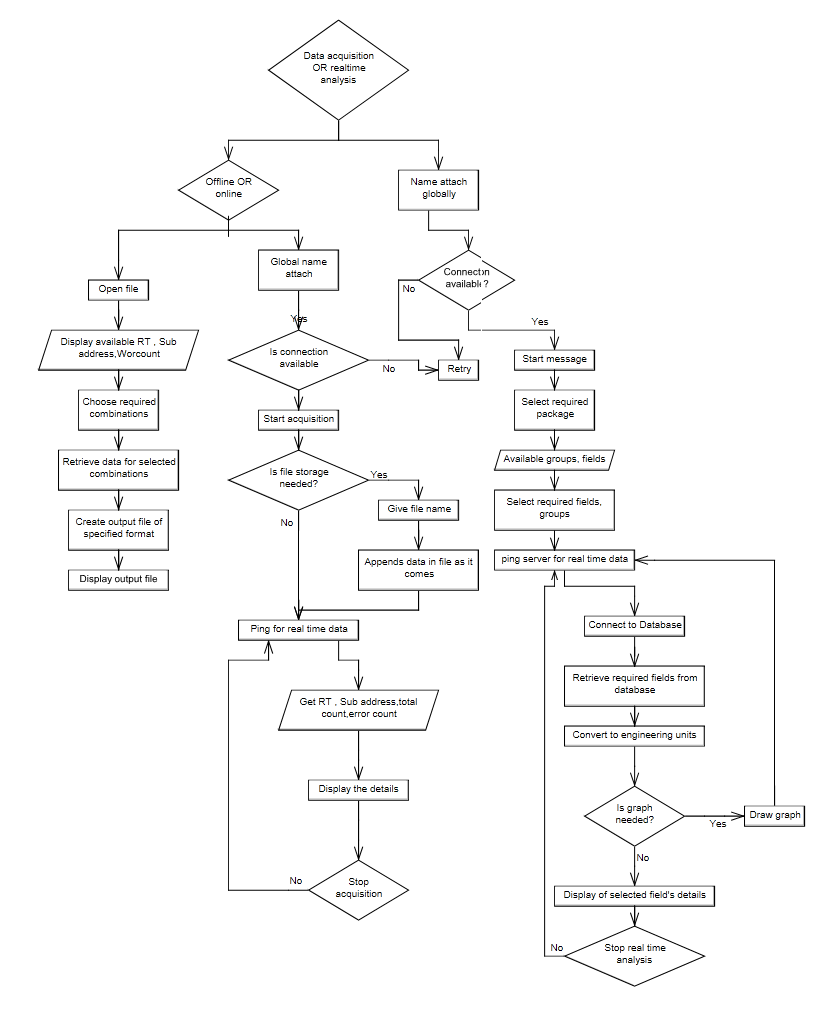 Data acquisition
OR realtime
analysis
Offline OR
online
Name attach
globally
Open file
Global name
attach
Connection
available ?
No
Yes
Yes
Display available RT , Sub
address,Worcount
Is connection
available
No
Retry
Start message
Choose required
combinations
Start acquisition
Select required
package
Retrieve data for selected
combinations
Is file storage
needed?
Yes
Available groups, fields
Give file name
Select required fields,
groups
No
Create output file of
specified format
Appends data in file as it
comes
ping server for real time data
Display output file
Ping for real time data
Connect to Database
Get RT , Sub address,total
count,error count
Retrieve required fields from
database
Convert to engineering units
Display the details
Is graph
needed?
Yes
Draw graph
No
Stop
acquisition
No
Display of selected field's details
Stop real time
analysis
No